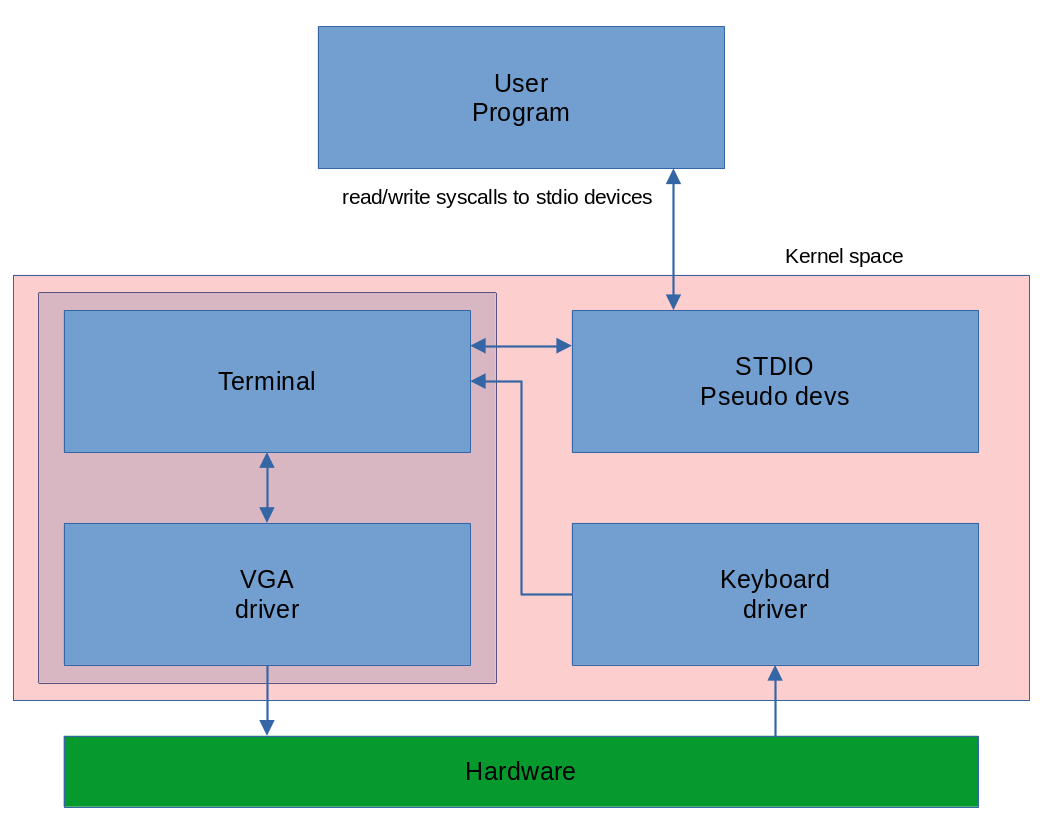 User
Program
read/write syscalls to stdio devices
Kernel space
Terminal
STDIO
Pseudo devs
VGA
driver
Keyboard
driver
Hardware